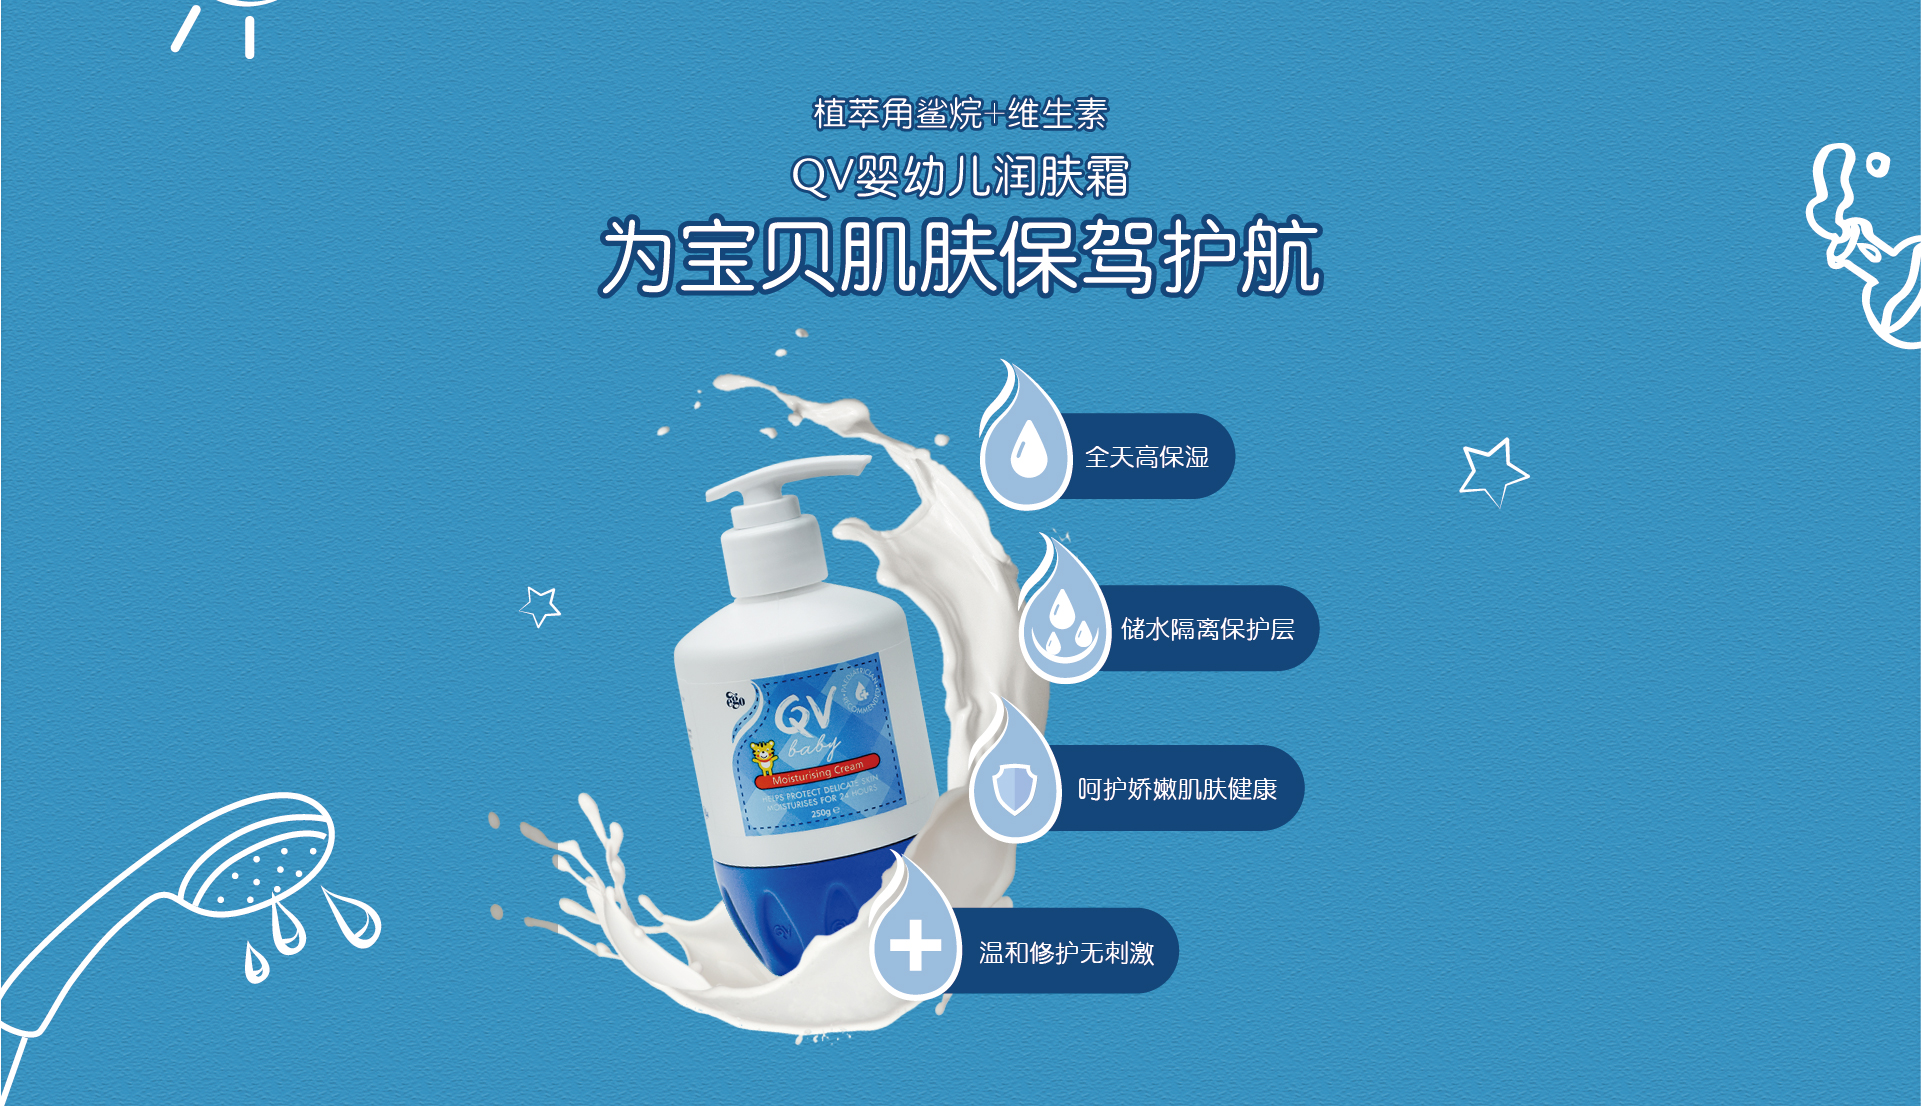 植萃角鲨烷+维生素
QV婴幼儿润肤霜
为宝贝肌肤保驾护航
全天高保湿
储水隔离保护层
呵护娇嫩肌肤健康
温和修护无刺激
ego
QV
baby
Moisturising Cream
HELPS PROTECT DELICATE SKIN
MOISTURISES FOR 24 HOURS
250g e
PAEDIATRICIAN RECOMMENDED